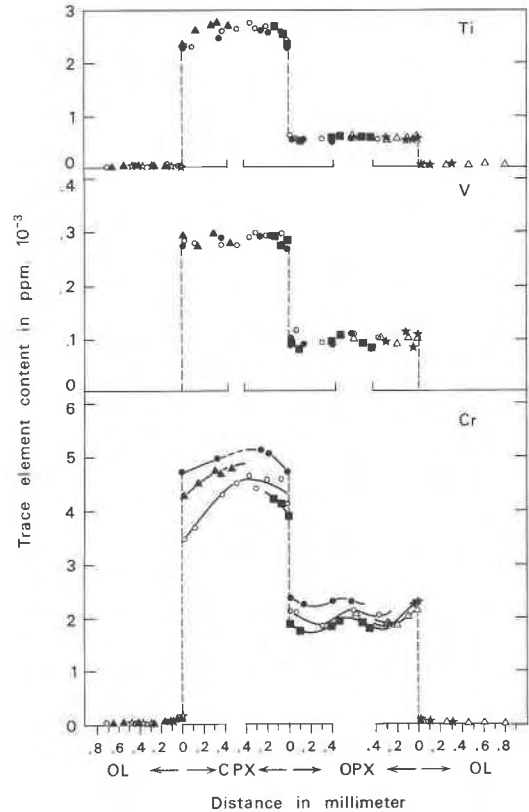 3
Ti
2
1
0
.4
V
.3
0.2
0.1
0
6
Cr
5
4
3
2
1
0
Trace element content in ppm 10⁻³
.8 .6 .4 .2 0 .2 .4 .4 .2 0 .2 .4 .4 .2 0 .2 .4 .6 .8
OL ← → CPX ← → OPX ← → OL
Distance in millimeter